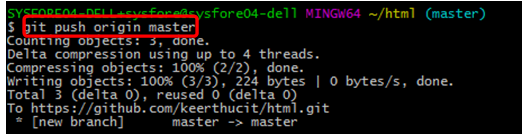 SYSFORE04-DELL+sysfore@sysfore04-dell MINGW64 ~/html (master)
$ git push origin master
Counting objects: 3, done.
Delta compression using up to 4 threads.
Compressing objects: 100% (2/2), done.
Writing objects: 100% (3/3), 224 bytes | 0 bytes/s, done.
Total 3 (delta 0), reused 0 (delta 0)
To https://github.com/keerthucit/html.git
 * [new branch]      master -> master